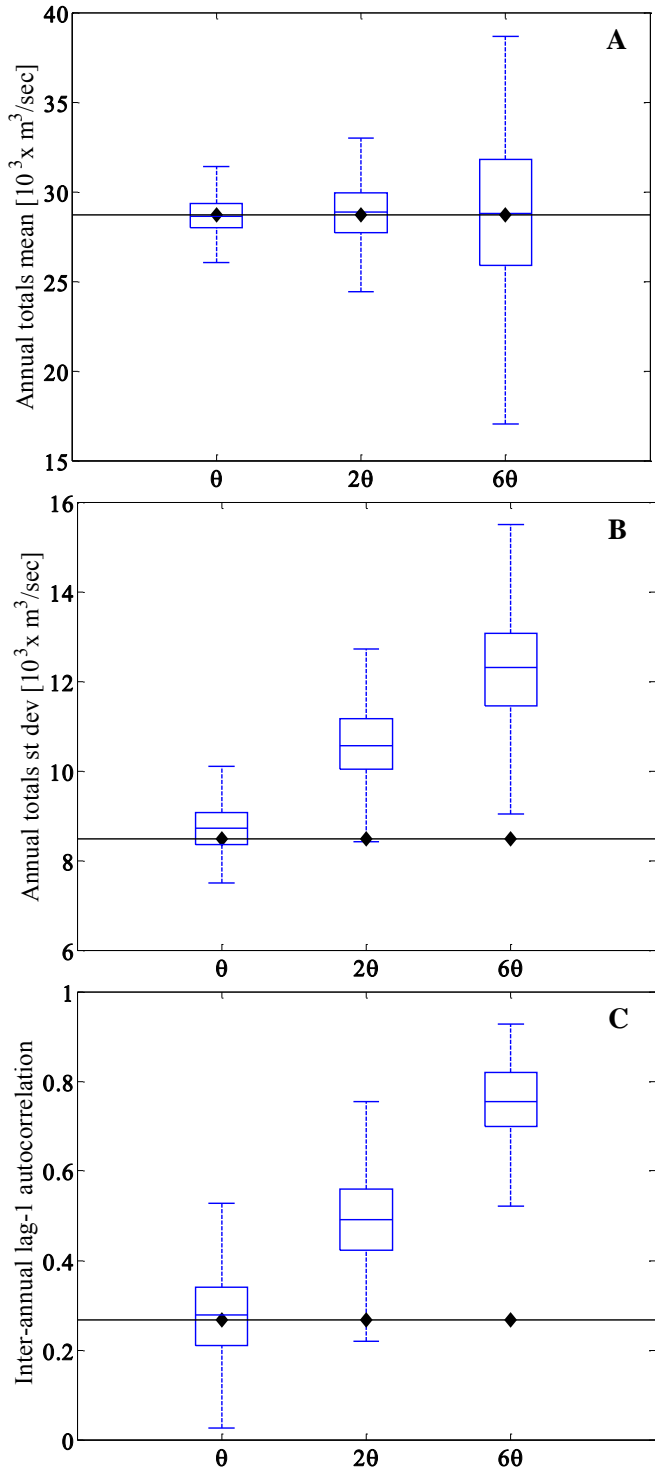 A
Annual totals mean [10³x m³/sec]
40
35
30
25
20
15
θ
2θ
6θ
B
Annual totals st dev [10³x m³/sec]
16
14
12
10
8
6
θ
2θ
6θ
C
Inter-annual lag-1 autocorrelation
1
0.8
0.6
0.4
0.2
0
θ
2θ
6θ